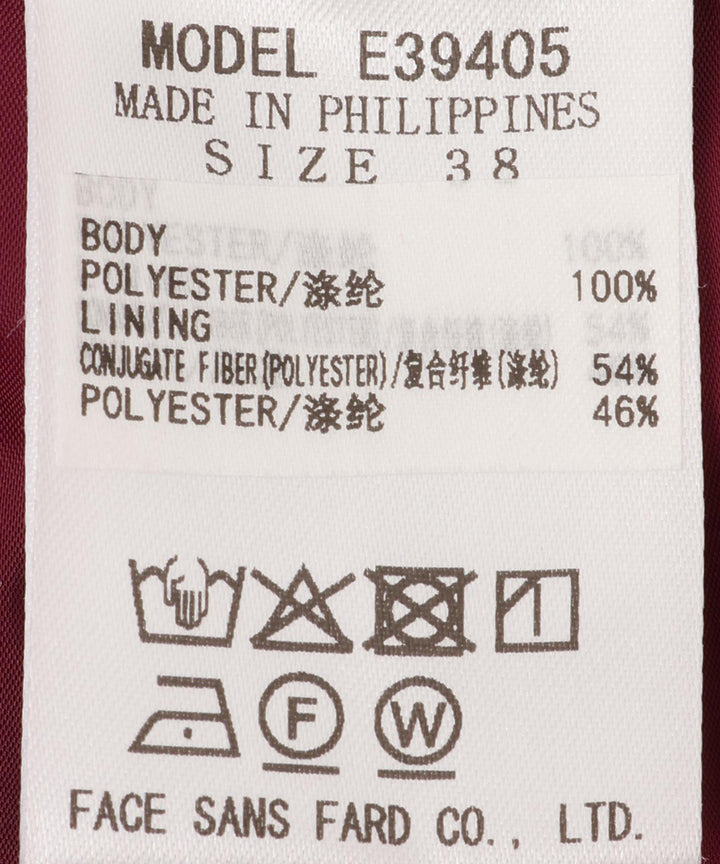 MODEL E39405
MADE IN PHILIPPINES
SIZE 38
BODY
POLYESTER/涤纶 100%
LINING
CONJUGATE FIBER(POLYESTER)/复合纤维(涤纶) 54%
POLYESTER/涤纶 46%
F W
FACE SANS FARD CO., LTD.